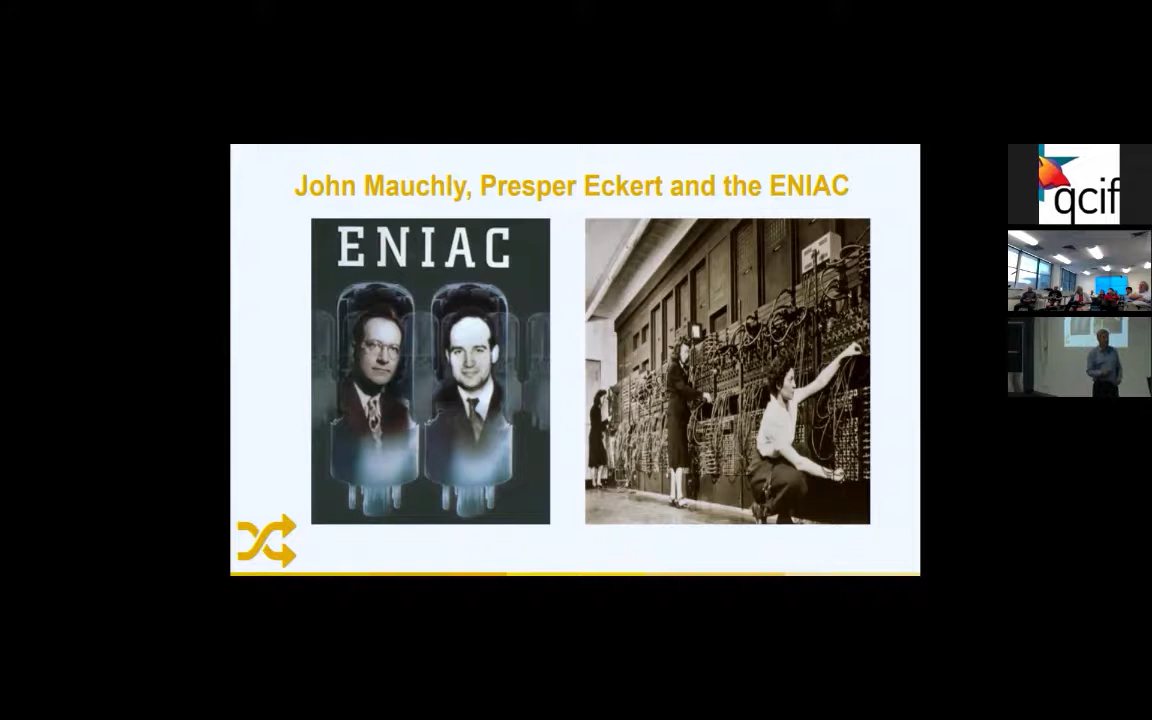 John Mauchly, Presper Eckert and the ENIAC
ENIAC
qcif